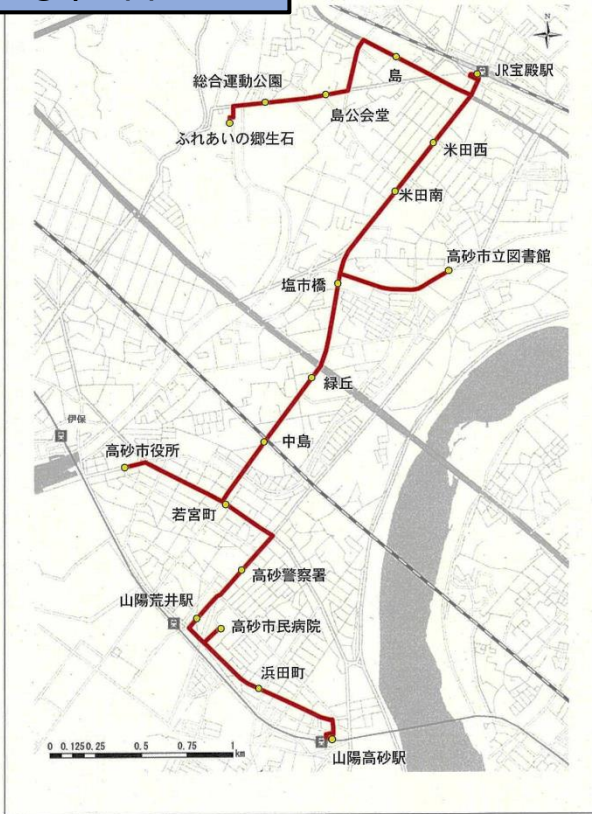 N
JR宝殿駅
島
総合運動公園
島公会堂
ふれあいの郷生石
米田西
米田南
高砂市立図書館
塩市橋
緑丘
伊保
中島
高砂市役所
若宮町
高砂警察署
山陽荒井駅
高砂市民病院
浜田町
0 0.125 0.25 0.5 0.75 1
km
山陽高砂駅